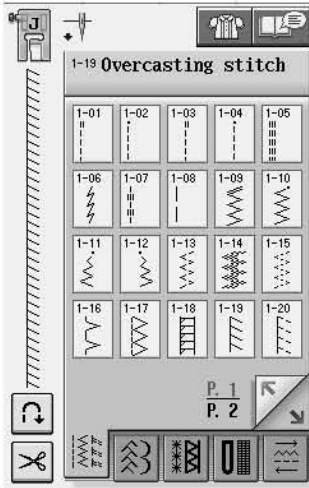 J
1-19 Overcasting stitch
1-01 1-02 1-03 1-04 1-05
1-06 1-07 1-08 1-09 1-10
1-11 1-12 1-13 1-14 1-15
1-16 1-17 1-18 1-19 1-20
P. 1
P. 2